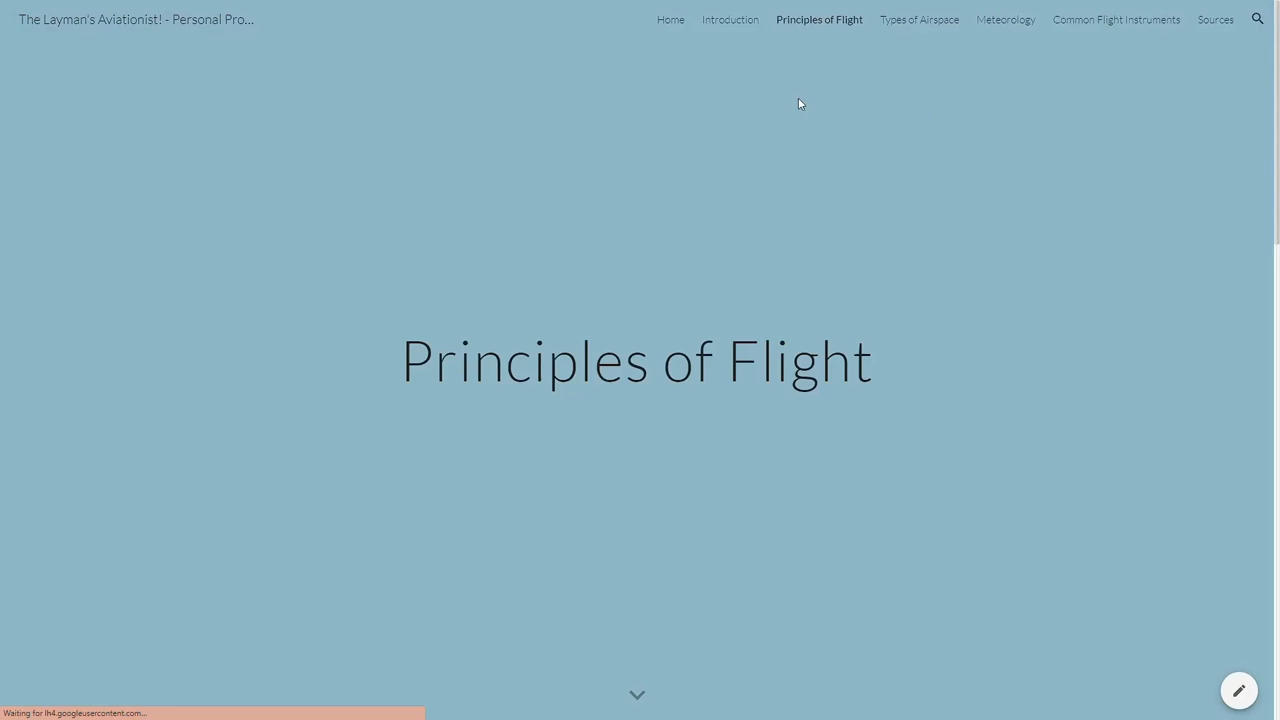 The Layman's Aviationist! - Personal Pro...
Home Introduction Principles of Flight Types of Airspace Meteorology Common Flight Instruments Sources
Principles of Flight
Waiting for lh4.googleusercontent.com...